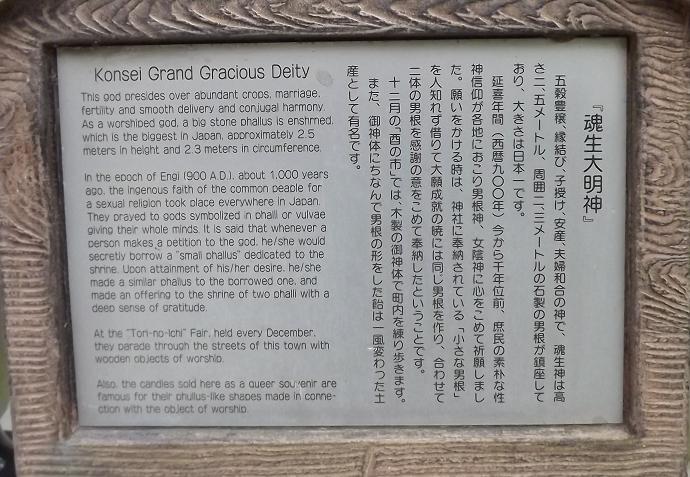 Konsei Grand Gracious Deity
This god presides over abundant crops, marriage,
fertility and smooth delivery and conjugal harmony.
As a worshiped god, a big stone phallus is enshrined,
which is the biggest in Japan, approximately 2.5
meters in height and 2.3 meters in circumference.
In the epoch of Engi (900 A.D.), about 1,000 years
ago, the ingenous faith of the common peaple for
a sexual religion took place everywhere in Japan.
They prayed to gods symbolized in phalli or vulvae
giving their whole minds. It is said that whenever a
person makes a petition to the god, he/she would
secretly borrow a "small phallus" dedicated to the
shrine. Upon attainment of his/her desire, he/she
made a similar phallus to the borrowed one, and
made an offering to the shrine of two phalli with a
deep sense of gratitude.
At the "Tori-no-Ichi" Fair, held every December,
they parade through the streets of this town with
wooden objects of worship.
Also, the candies sold here as a queer souvenir are
famous for their phullus-like shapes made in conne-
ction with the object of worship.
『魂生大明神』
五穀豊穣、縁結び、子授け、安産、夫婦和合の神で、魂生神は高
さ二、五メートル、周囲二、三メートルの石製の男根が鎮座して
おり、大きさは日本一です。
延喜年間（西暦九〇〇年）今から千年位前、庶民の素朴な性
神信仰が各地におこり男根神、女陰神に心をこめて祈願しまし
た。願いをかける時は、神社に奉納されている「小さな男根」
を人知れず借りて大願成就の暁には同じ男根を作り、合わせて
二体の男根を感謝の意をこめて奉納したということです。
十二月の「酉の市」では、木製の御神体で町内を練り歩きます。
また、御神体にちなんで男根の形をした飴は一風変わった土
産として有名です。